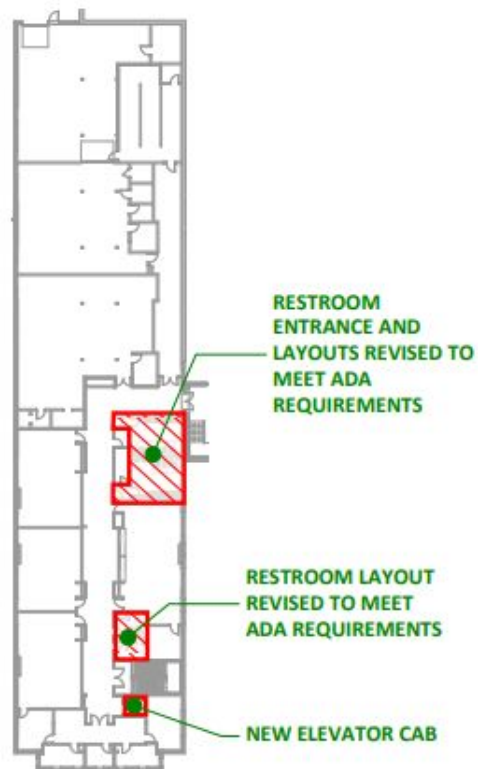 RESTROOM
ENTRANCE AND
LAYOUTS REVISED TO
MEET ADA
REQUIREMENTS
RESTROOM LAYOUT
REVISED TO MEET
ADA REQUIREMENTS
NEW ELEVATOR CAB